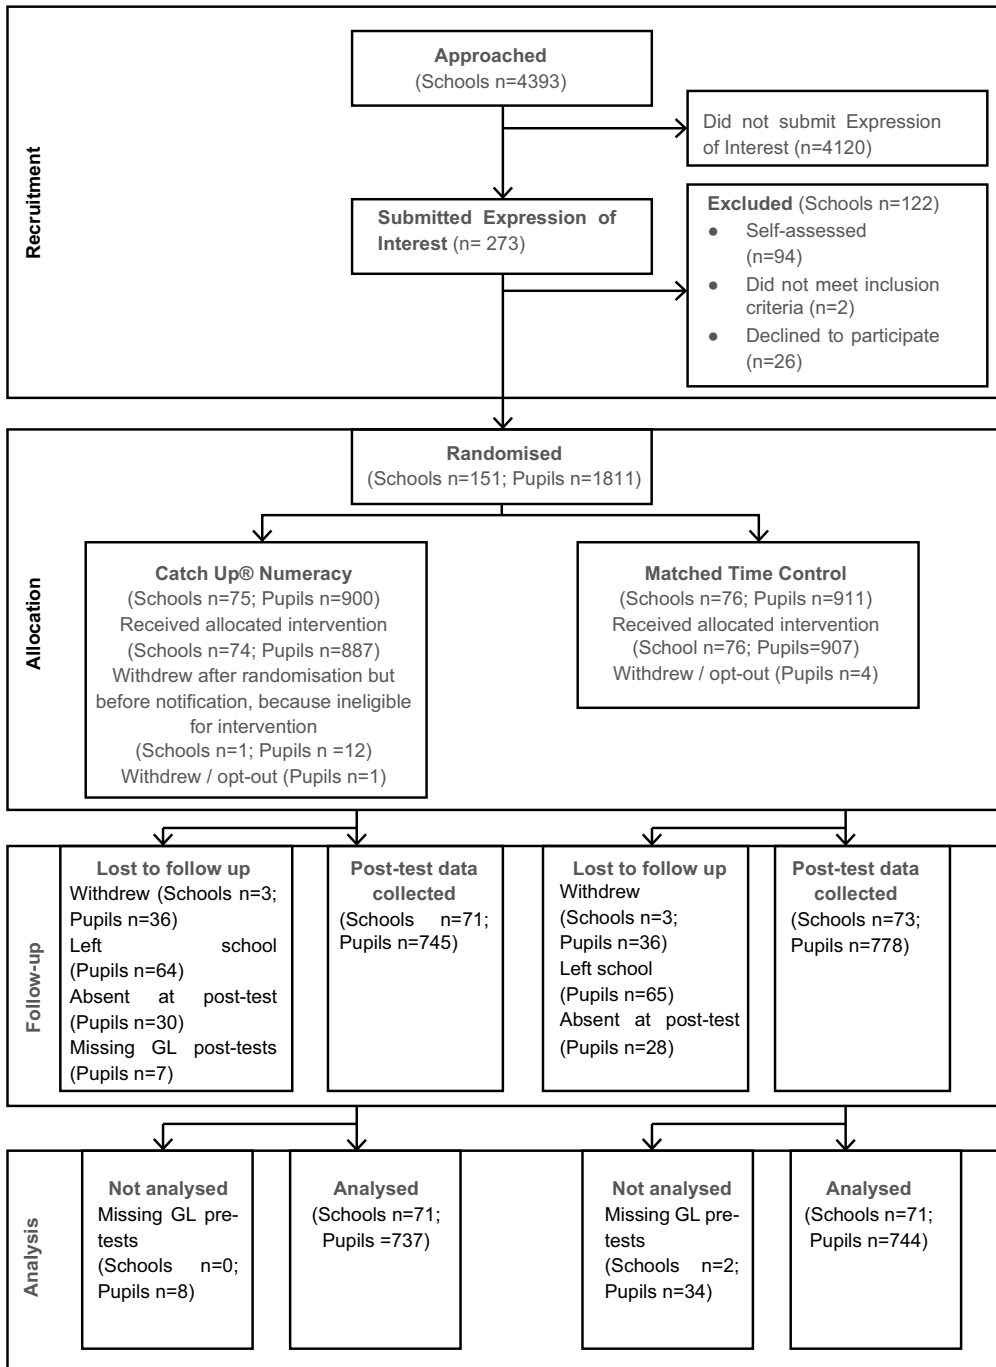 Recruitment
Approached
(Schools n=4393)
Did not submit Expression
of Interest (n=4120)
Submitted Expression of
Interest (n= 273)
Excluded (Schools n=122)
● Self-assessed
(n=94)
● Did not meet inclusion
criteria (n=2)
● Declined to participate
(n=26)
Allocation
Randomised
(Schools n=151; Pupils n=1811)
Catch Up® Numeracy
(Schools n=75; Pupils n=900)
Received allocated intervention
(Schools n=74; Pupils n=887)
Withdrew after randomisation but
before notification, because ineligible
for intervention
(Schools n=1; Pupils n =12)
Withdrew / opt-out (Pupils n=1)
Matched Time Control
(Schools n=76; Pupils n=911)
Received allocated intervention
(School n=76; Pupils=907)
Withdrew / opt-out (Pupils n=4)
Follow-up
Lost to follow up
Withdrew (Schools n=3;
Pupils n=36)
Left school
(Pupils n=64)
Absent at post-test
(Pupils n=30)
Missing GL post-tests
(Pupils n=7)
Post-test data
collected
(Schools n=71;
Pupils n=745)
Lost to follow up
Withdrew
(Schools n=3;
Pupils n=36)
Left school
(Pupils n=65)
Absent at post-test
(Pupils n=28)
Post-test data
collected
(Schools n=73;
Pupils n=778)
Analysis
Not analysed
Missing GL pre-
tests
(Schools n=0;
Pupils n=8)
Analysed
(Schools n=71;
Pupils =737)
Not analysed
Missing GL pre-
tests
(Schools n=2;
Pupils n=34)
Analysed
(Schools n=71;
Pupils n=744)